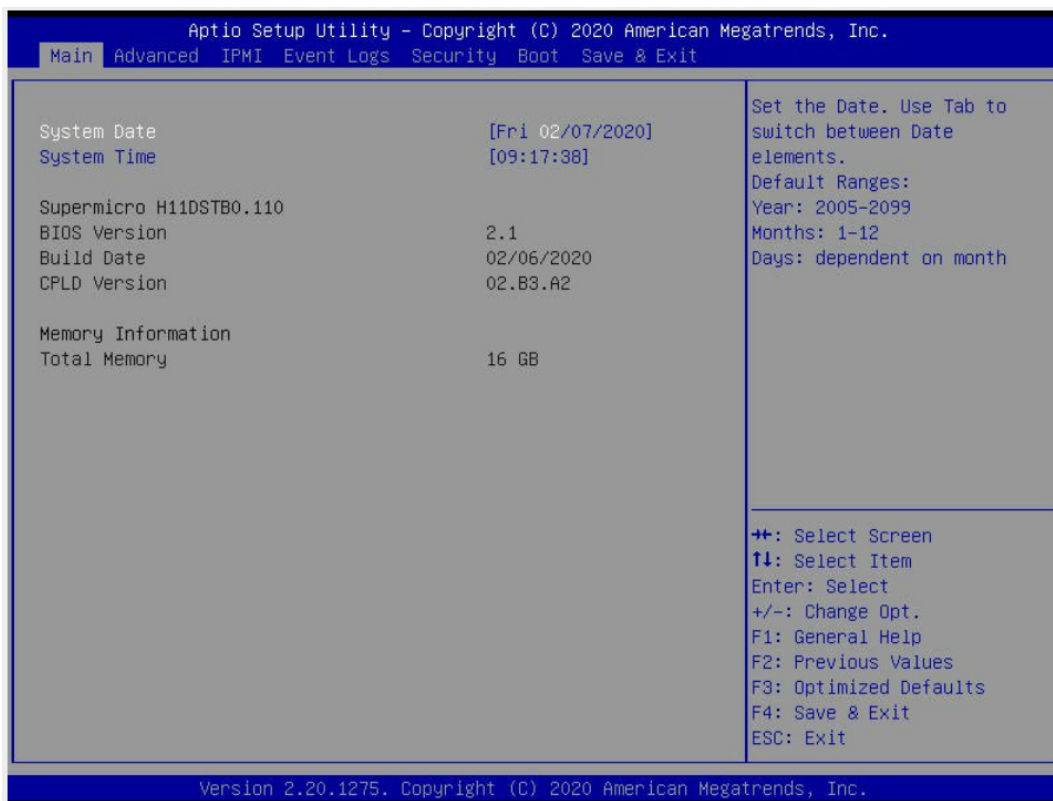 Aptio Setup Utility – Copyright (C) 2020 American Megatrends, Inc.
Main Advanced IPMI Event Logs Security Boot Save & Exit
System Date [Fri 02/07/2020]
System Time [09:17:38]
Supermicro H11DSTB0.110
BIOS Version 2.1
Build Date 02/06/2020
CPLD Version 02.B3.A2
Memory Information
Total Memory 16 GB
Set the Date. Use Tab to
switch between Date
elements.
Default Ranges:
Year: 2005-2099
Months: 1-12
Days: dependent on month
→←: Select Screen
↑↓: Select Item
Enter: Select
+/-: Change Opt.
F1: General Help
F2: Previous Values
F3: Optimized Defaults
F4: Save & Exit
ESC: Exit
Version 2.20.1275. Copyright (C) 2020 American Megatrends, Inc.